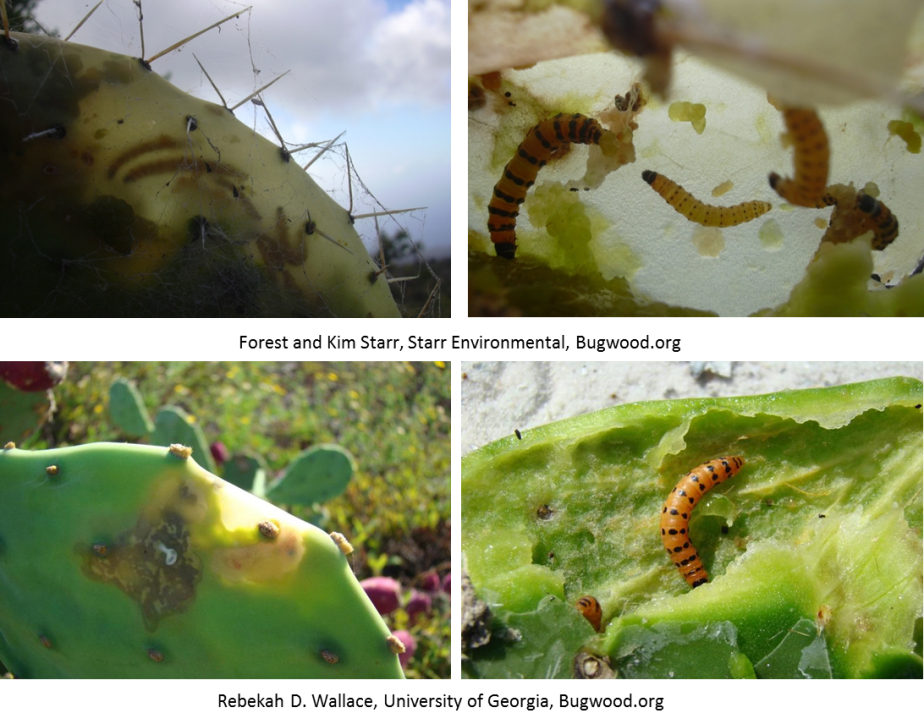 Forest and Kim Starr, Starr Environmental, Bugwood.org
Rebekah D. Wallace, University of Georgia, Bugwood.org